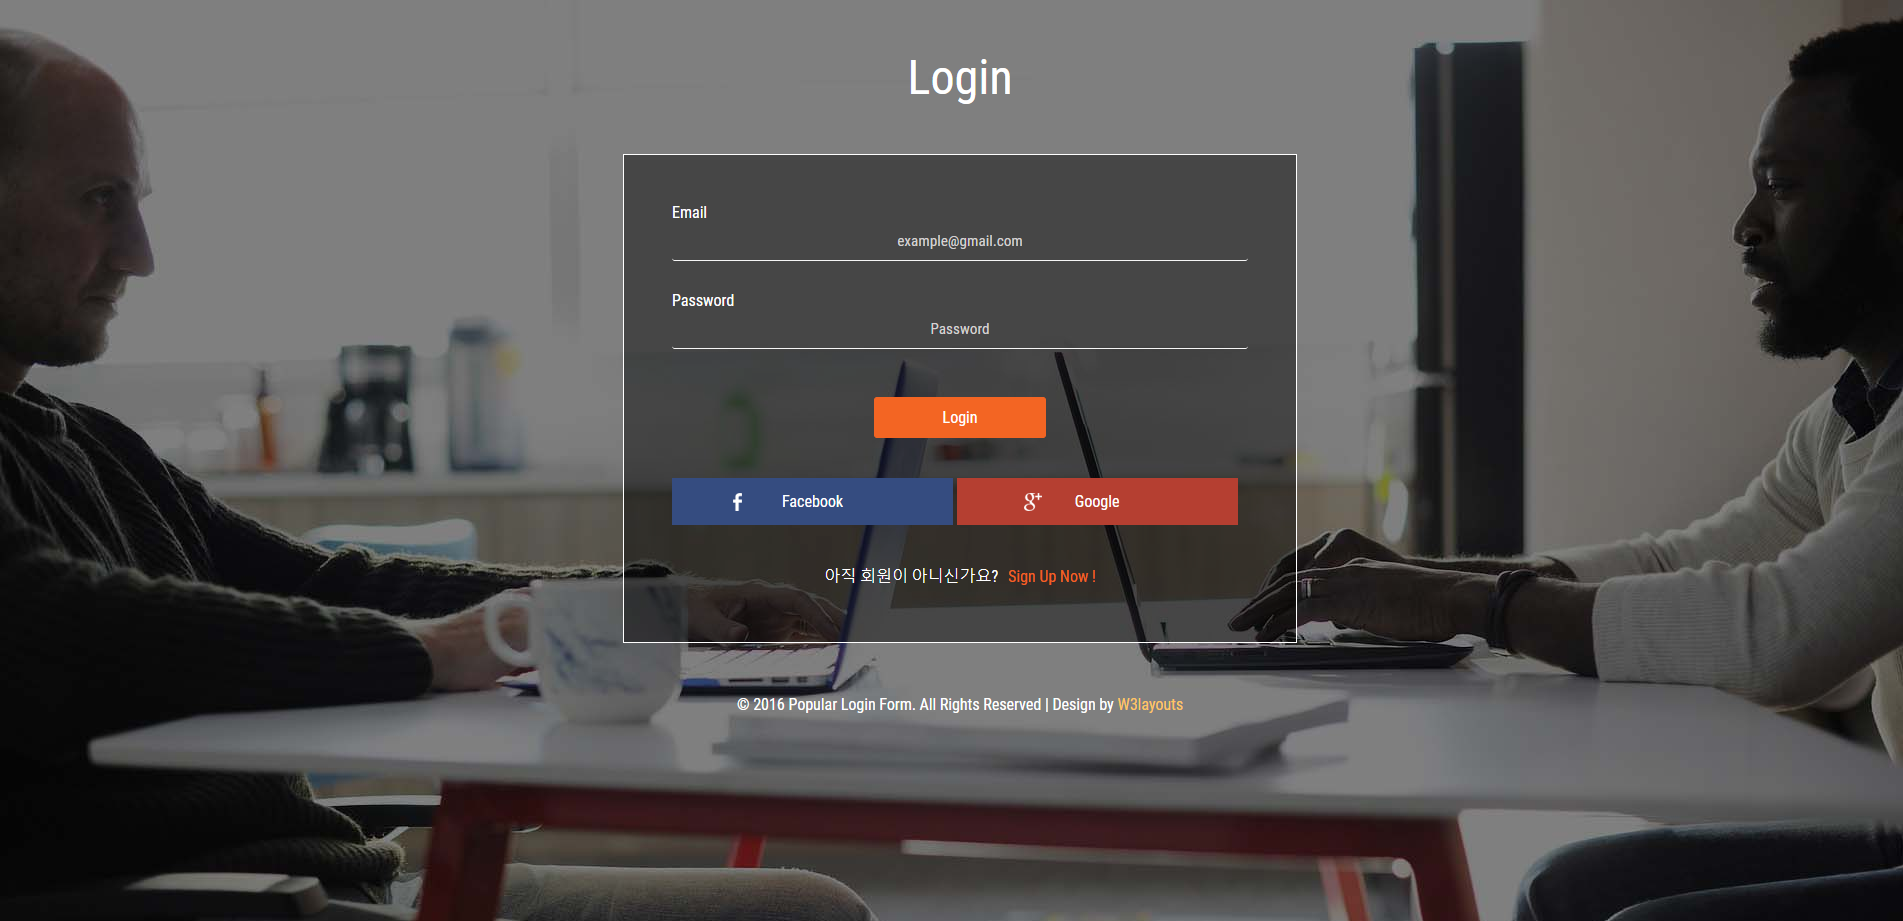 Login
Email
example@gmail.com
Password
Password
Login
Facebook
Google
아직 회원이 아니신가요? Sign Up Now !
© 2016 Popular Login Form. All Rights Reserved | Design by W3layouts